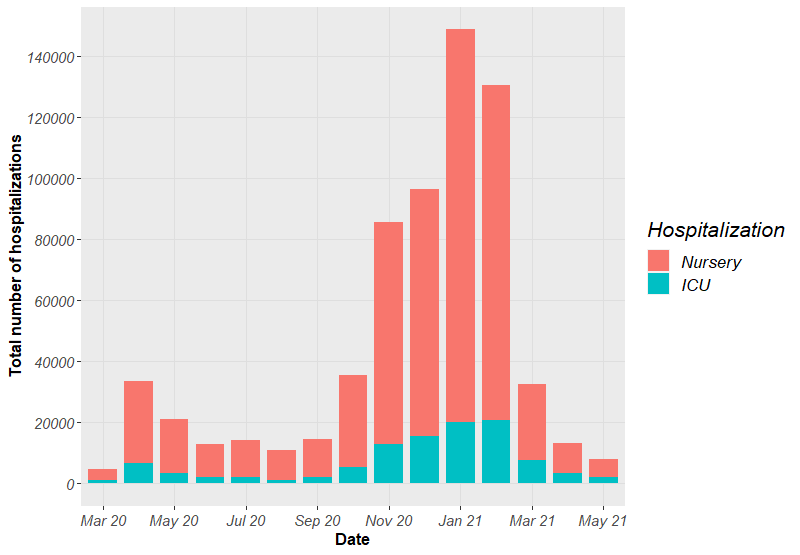 Total number of hospitalizations
140000
120000
100000
80000
60000
40000
20000
0
Mar 20 May 20 Jul 20 Sep 20 Nov 20 Jan 21 Mar 21 May 21
Date
Hospitalization
Nursery
ICU